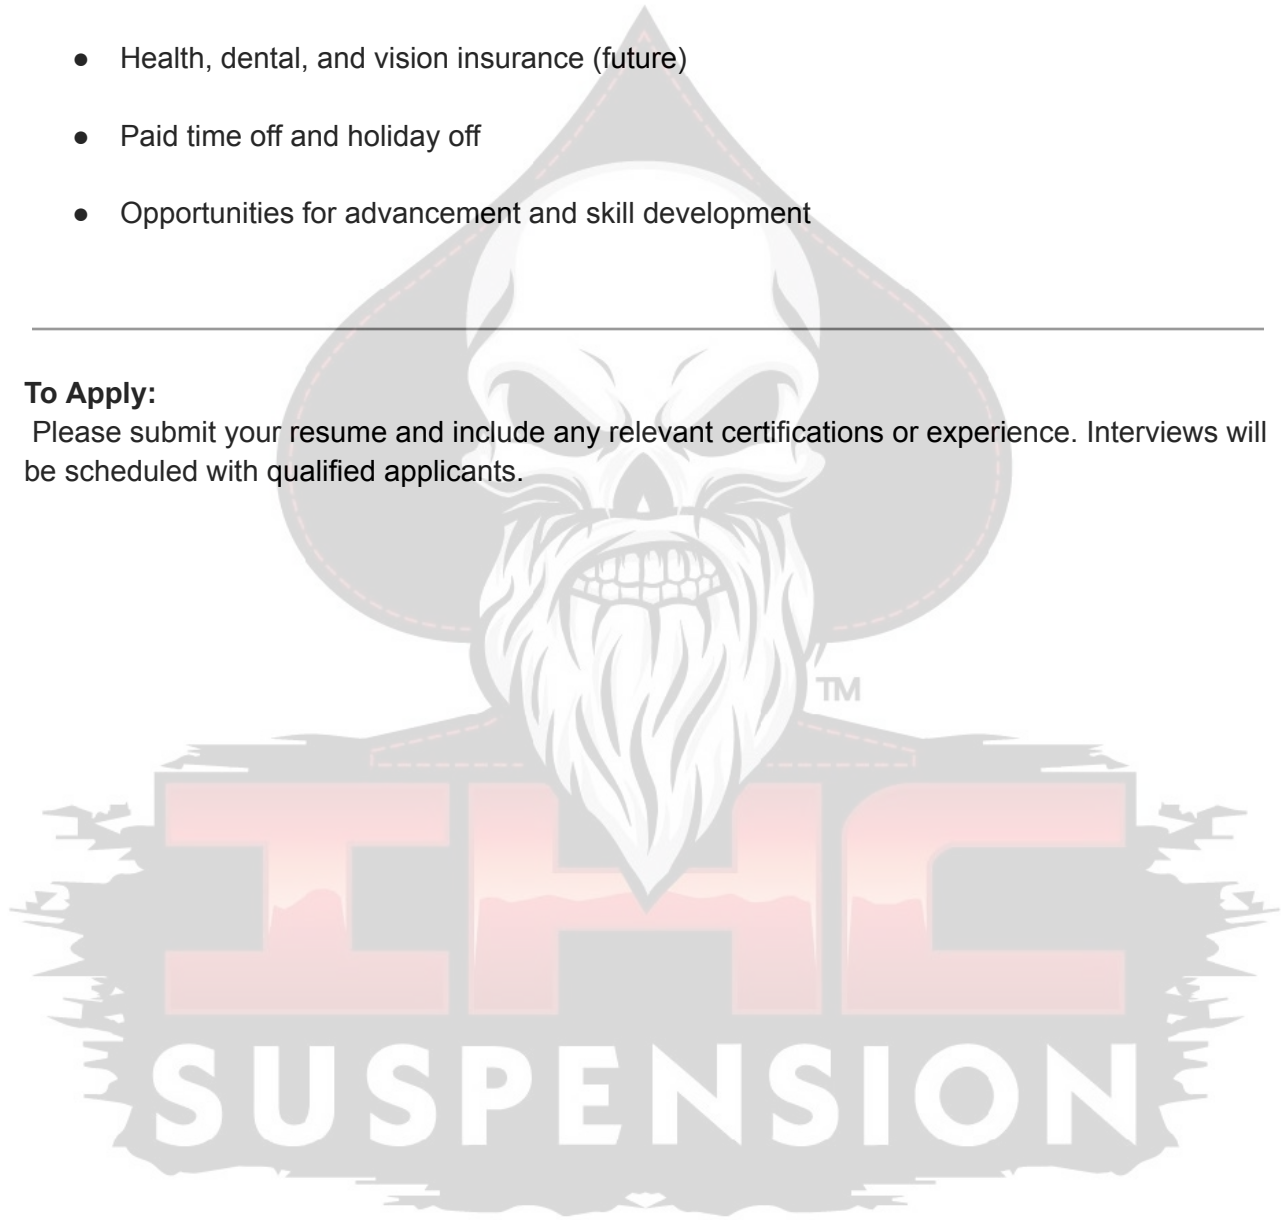 ● Health, dental, and vision insurance (future)
● Paid time off and holiday off
● Opportunities for advancement and skill development
To Apply:
Please submit your resume and include any relevant certifications or experience. Interviews will
be scheduled with qualified applicants.
TM
IHC
SUSPENSION